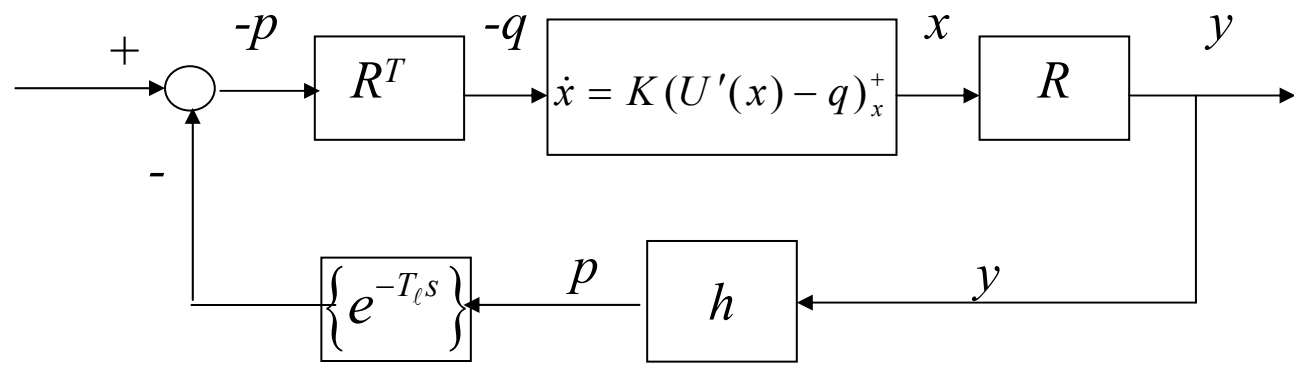 +
-p
R^T
-q
ẋ = K(U'(x) − q)_x^+
x
R
y
-
{e^{−T_ℓ s}}
p
h
y